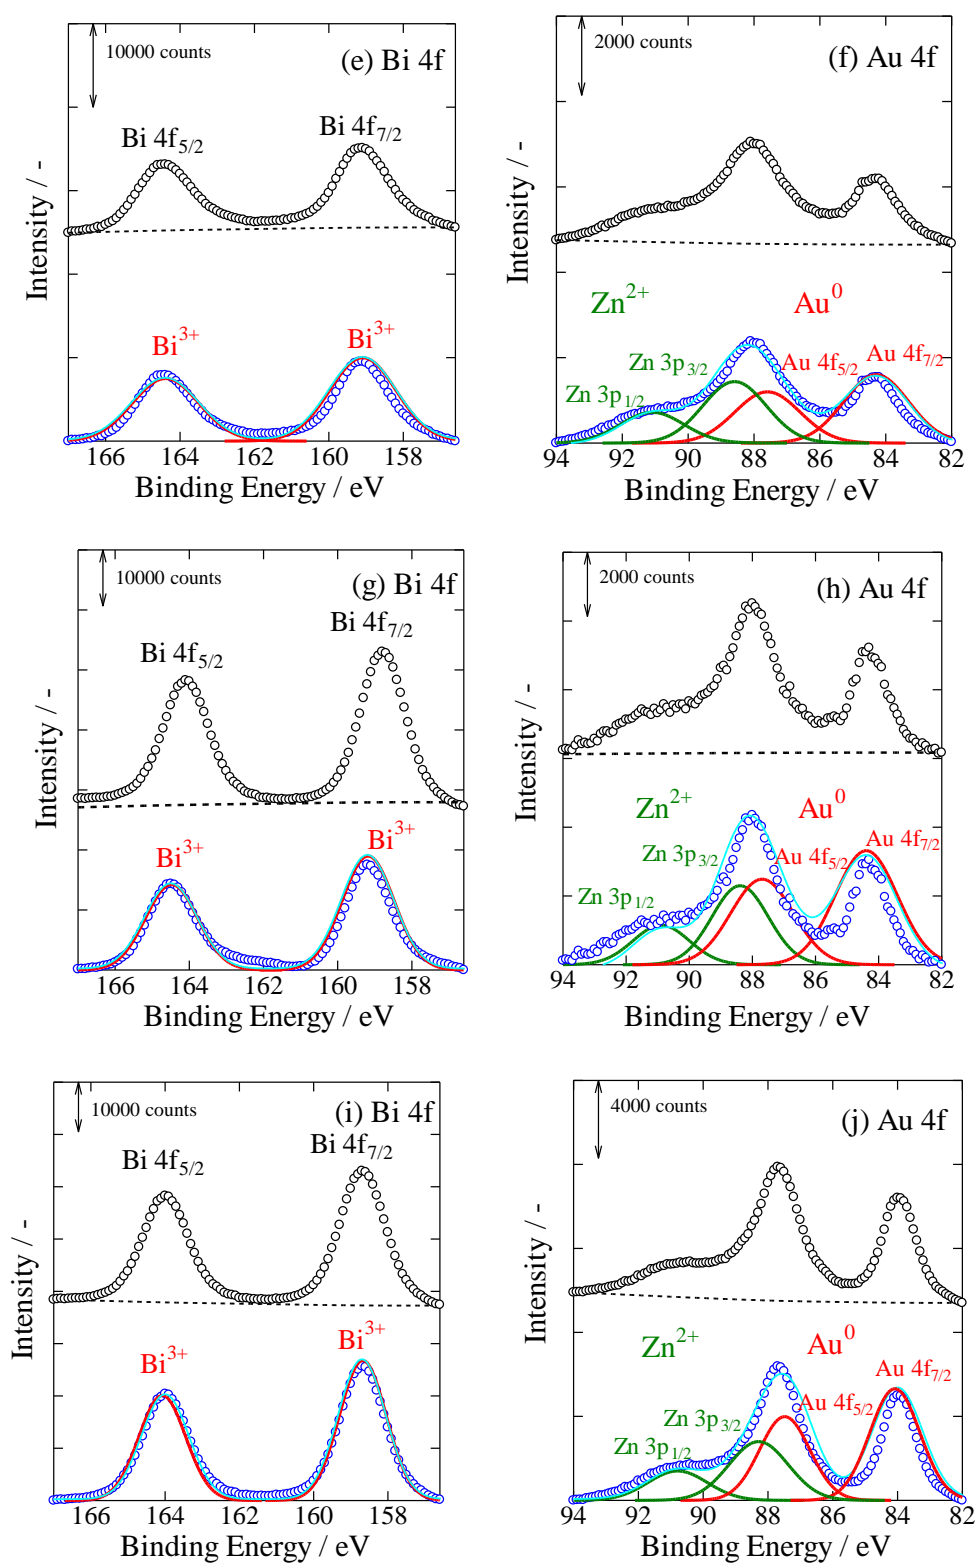 10000 counts
(e) Bi 4f
Bi 4f5/2
Bi 4f7/2
Intensity / -
Bi3+
Bi3+
166 164 162 160 158
Binding Energy / eV
2000 counts
(f) Au 4f
Intensity / -
Zn2+
Au0
Zn 3p3/2
Au 4f5/2
Au 4f7/2
Zn 3p1/2
94 92 90 88 86 84 82
Binding Energy / eV
10000 counts
(g) Bi 4f
Bi 4f7/2
Bi 4f5/2
Intensity / -
Bi3+
Bi3+
166 164 162 160 158
Binding Energy / eV
2000 counts
(h) Au 4f
Intensity / -
Zn2+
Au0
Zn 3p3/2
Au 4f5/2
Au 4f7/2
Zn 3p1/2
94 92 90 88 86 84 82
Binding Energy / eV
10000 counts
(i) Bi 4f
Bi 4f7/2
Bi 4f5/2
Intensity / -
Bi3+
Bi3+
166 164 162 160 158
Binding Energy / eV
4000 counts
(j) Au 4f
Intensity / -
Zn2+
Au0
Au 4f7/2
Au 4f5/2
Zn 3p3/2
Zn 3p1/2
94 92 90 88 86 84 82
Binding Energy / eV